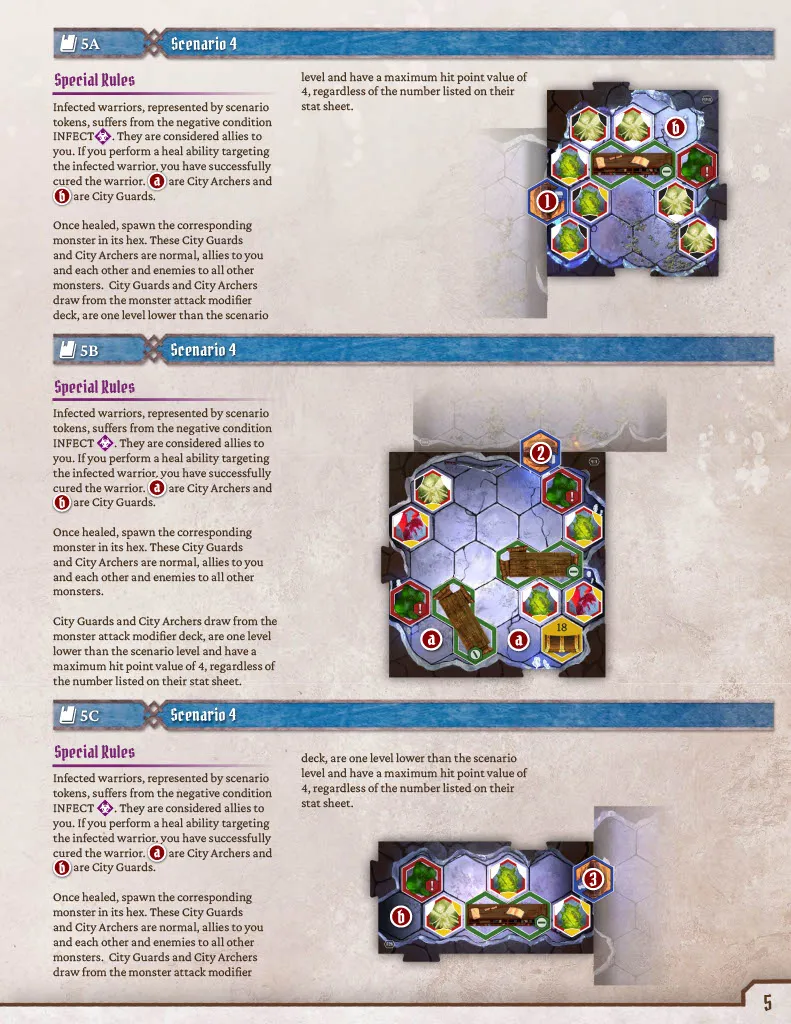 5A
Scenario 4
Special Rules
Infected warriors, represented by scenario
tokens, suffers from the negative condition
INFECT . They are considered allies to
you. If you perform a heal ability targeting
the infected warrior, you have successfully
cured the warrior. a are City Archers and
b are City Guards.
Once healed, spawn the corresponding
monster in its hex. These City Guards
and City Archers are normal, allies to you
and each other and enemies to all other
monsters. City Guards and City Archers
draw from the monster attack modifier
deck, are one level lower than the scenario
level and have a maximum hit point value of
4, regardless of the number listed on their
stat sheet.
b
!
1
5B
Scenario 4
Special Rules
Infected warriors, represented by scenario
tokens, suffers from the negative condition
INFECT . They are considered allies to
you. If you perform a heal ability targeting
the infected warrior, you have successfully
cured the warrior. a are City Archers and
b are City Guards.
Once healed, spawn the corresponding
monster in its hex. These City Guards
and City Archers are normal, allies to you
and each other and enemies to all other
monsters.
City Guards and City Archers draw from the
monster attack modifier deck, are one level
lower than the scenario level and have a
maximum hit point value of 4, regardless of
the number listed on their stat sheet.
2
!
!
18
a
a
5C
Scenario 4
Special Rules
Infected warriors, represented by scenario
tokens, suffers from the negative condition
INFECT . They are considered allies to
you. If you perform a heal ability targeting
the infected warrior, you have successfully
cured the warrior. a are City Archers and
b are City Guards.
Once healed, spawn the corresponding
monster in its hex. These City Guards
and City Archers are normal, allies to you
and each other and enemies to all other
monsters. City Guards and City Archers
draw from the monster attack modifier
deck, are one level lower than the scenario
level and have a maximum hit point value of
4, regardless of the number listed on their
stat sheet.
!
3
b
5